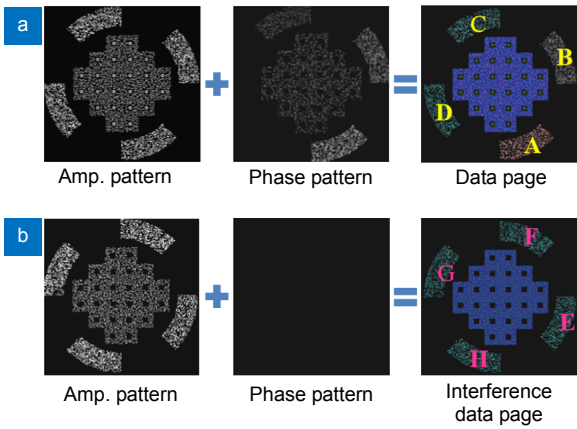 a
C
B
D
A
Amp. pattern
Phase pattern
Data page
b
F
G
E
H
Amp. pattern
Phase pattern
Interference
data page